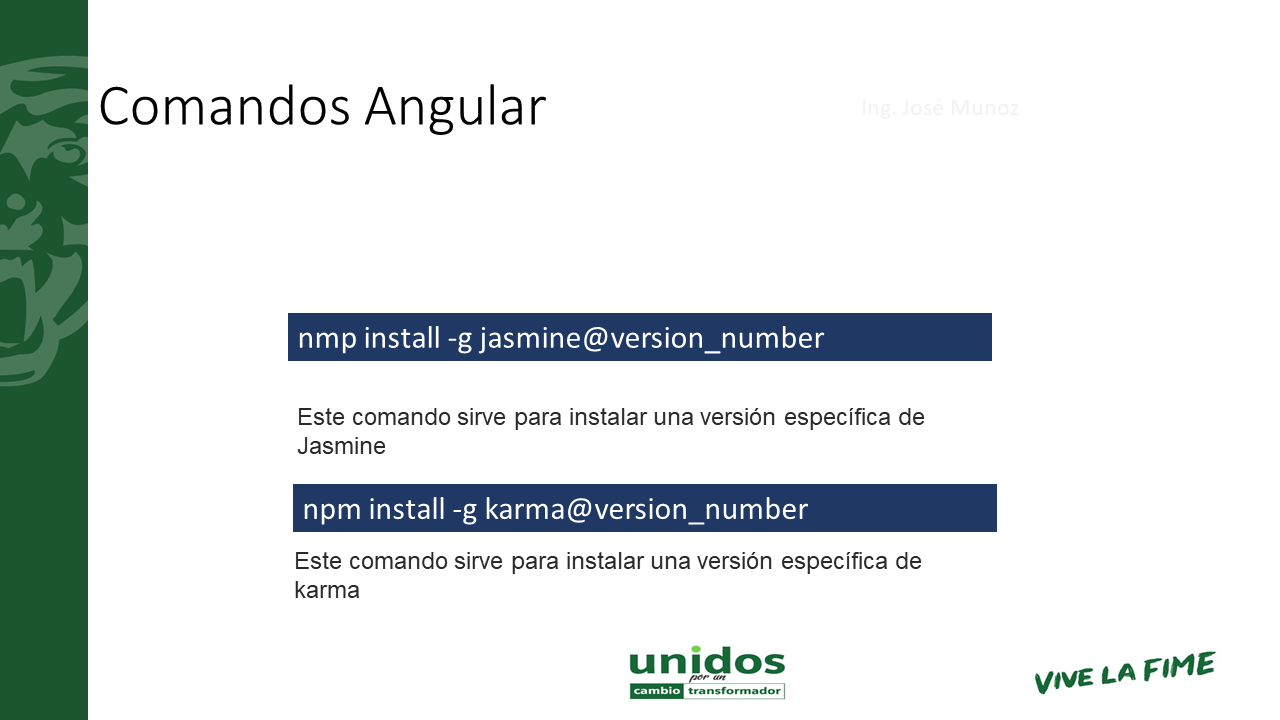 Comandos Angular
Ing. José Munoz
nmp install -g jasmine@version_number
Este comando sirve para instalar una versión específica de
Jasmine
npm install -g karma@version_number
Este comando sirve para instalar una versión específica de
karma
unidos
por un
cambio transformador
VIVE LA FIME